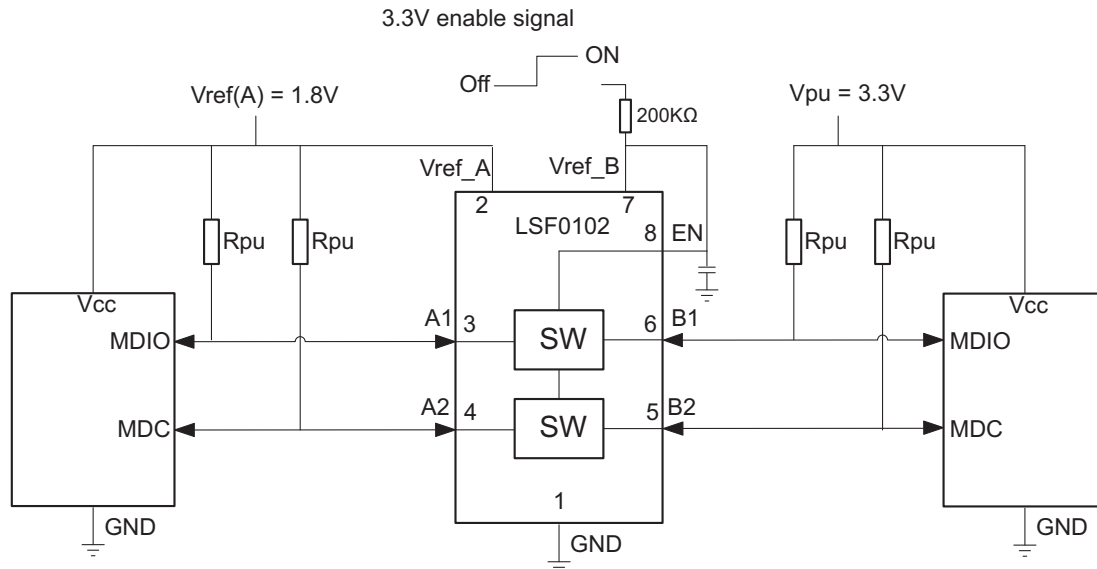 3.3V enable signal
ON
Off
Vref(A) = 1.8V
200KΩ
Vpu = 3.3V
Vref_A
Vref_B
2
7
LSF0102
8
EN
Rpu
Rpu
Rpu
Rpu
Vcc
Vcc
MDIO
A1
3
SW
6
B1
MDIO
MDC
A2
4
SW
5
B2
MDC
1
GND
GND
GND